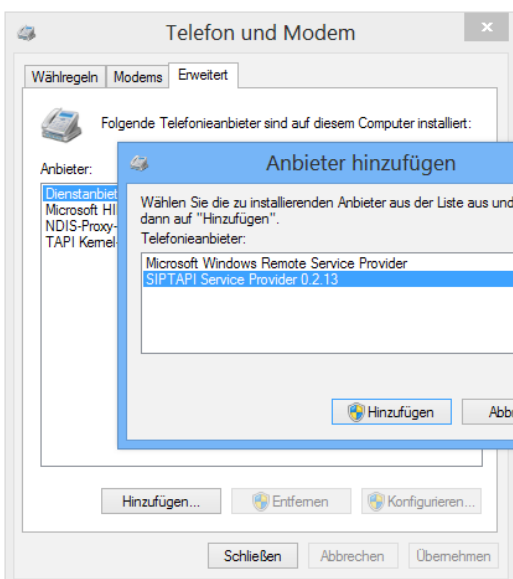 Telefon und Modem
Wählregeln Modems Erweitert
Folgende Telefonieanbieter sind auf diesem Computer installiert:
Anbieter:
Dienstanbiet
Microsoft HI
NDIS-Proxy-
TAPI Kernel-
Anbieter hinzufügen
Wählen Sie die zu installierenden Anbieter aus der Liste aus und
dann auf "Hinzufügen".
Telefonieanbieter:
Microsoft Windows Remote Service Provider
SIPTAPI Service Provider 0.2.13
Hinzufügen Abb
Hinzufügen... Entfernen Konfigurieren...
Schließen Abbrechen Übernehmen